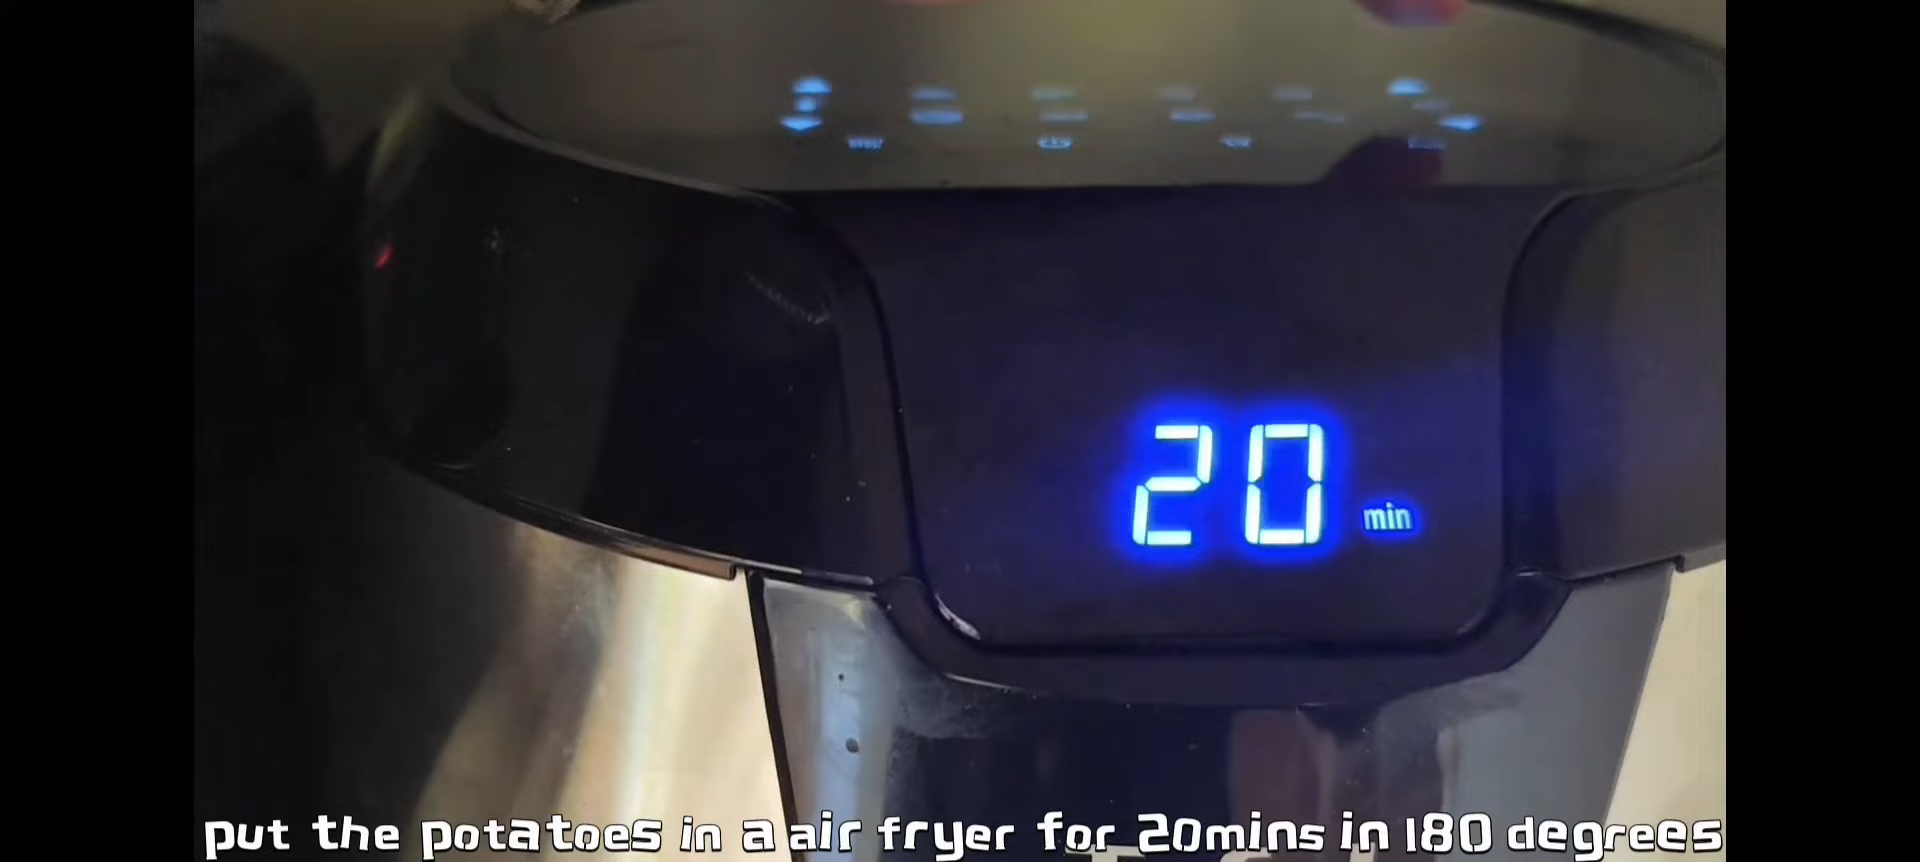 20 min
put the potatoes in a air fryer for 20mins in 180 degrees